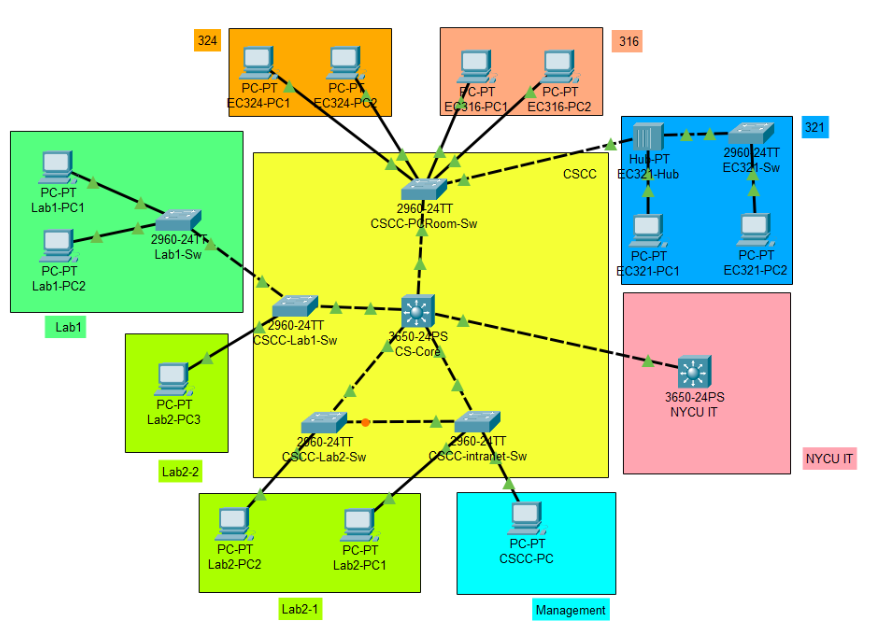 324
316
PC-PT
EC324-PC1
PC-PT
EC324-PC2
PC-PT
EC316-PC1
PC-PT
EC316-PC2
321
Hub-PT
EC321-Hub
2960-24TT
EC321-Sw
PC-PT
EC321-PC1
PC-PT
EC321-PC2
CSCC
2960-24TT
CSCC-PCRoom-Sw
PC-PT
Lab1-PC1
2960-24TT
Lab1-Sw
PC-PT
Lab1-PC2
Lab1
2960-24TT
CSCC-Lab1-Sw
3650-24PS
CS-Core
3650-24PS
NYCU IT
NYCU IT
PC-PT
Lab2-PC3
Lab2-2
2960-24TT
CSCC-Lab2-Sw
2960-24TT
CSCC-intranet-Sw
PC-PT
Lab2-PC2
PC-PT
Lab2-PC1
PC-PT
CSCC-PC
Lab2-1
Management